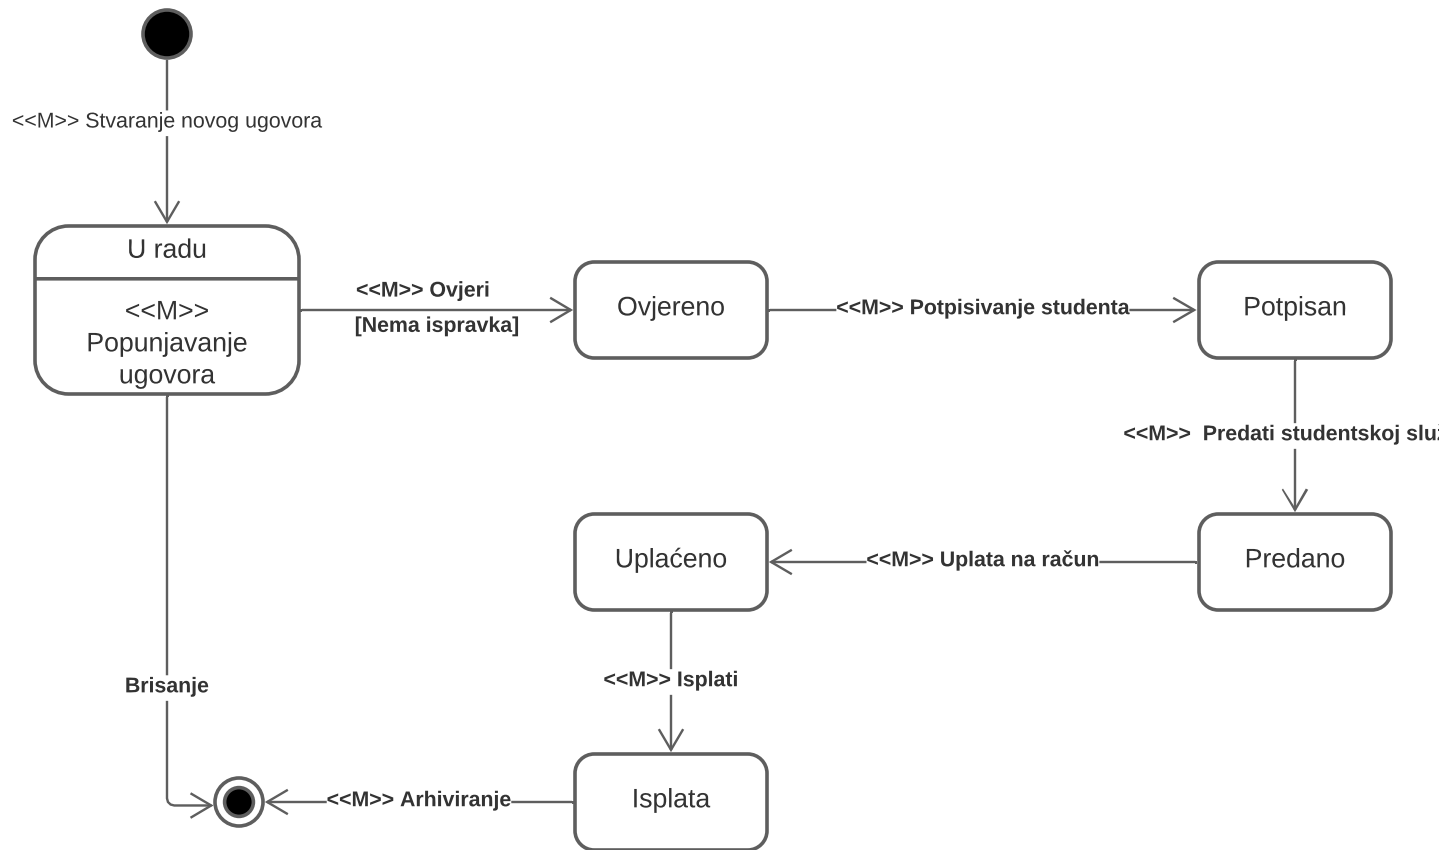 <<M>> Stvaranje novog ugovora
U radu
<<M>>
Popunjavanje
ugovora
<<M>> Ovjeri
[Nema ispravka]
Ovjereno
<<M>> Potpisivanje studenta
Potpisan
<<M>> Predati studentskoj
Predano
<<M>> Uplata na račun
Uplaćeno
<<M>> Isplati
Brisanje
Isplata
<<M>> Arhiviranje